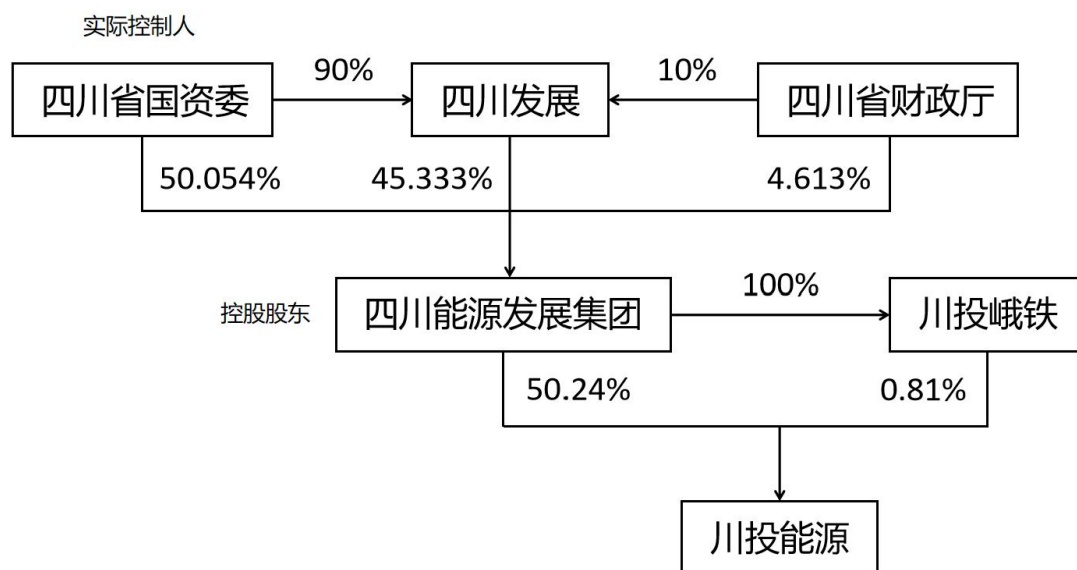 实际控制人
90%
10%
四川省国资委
四川发展
四川省财政厅
50.054%
45.333%
4.613%
100%
控股股东
四川能源发展集团
川投峨铁
50.24%
0.81%
川投能源